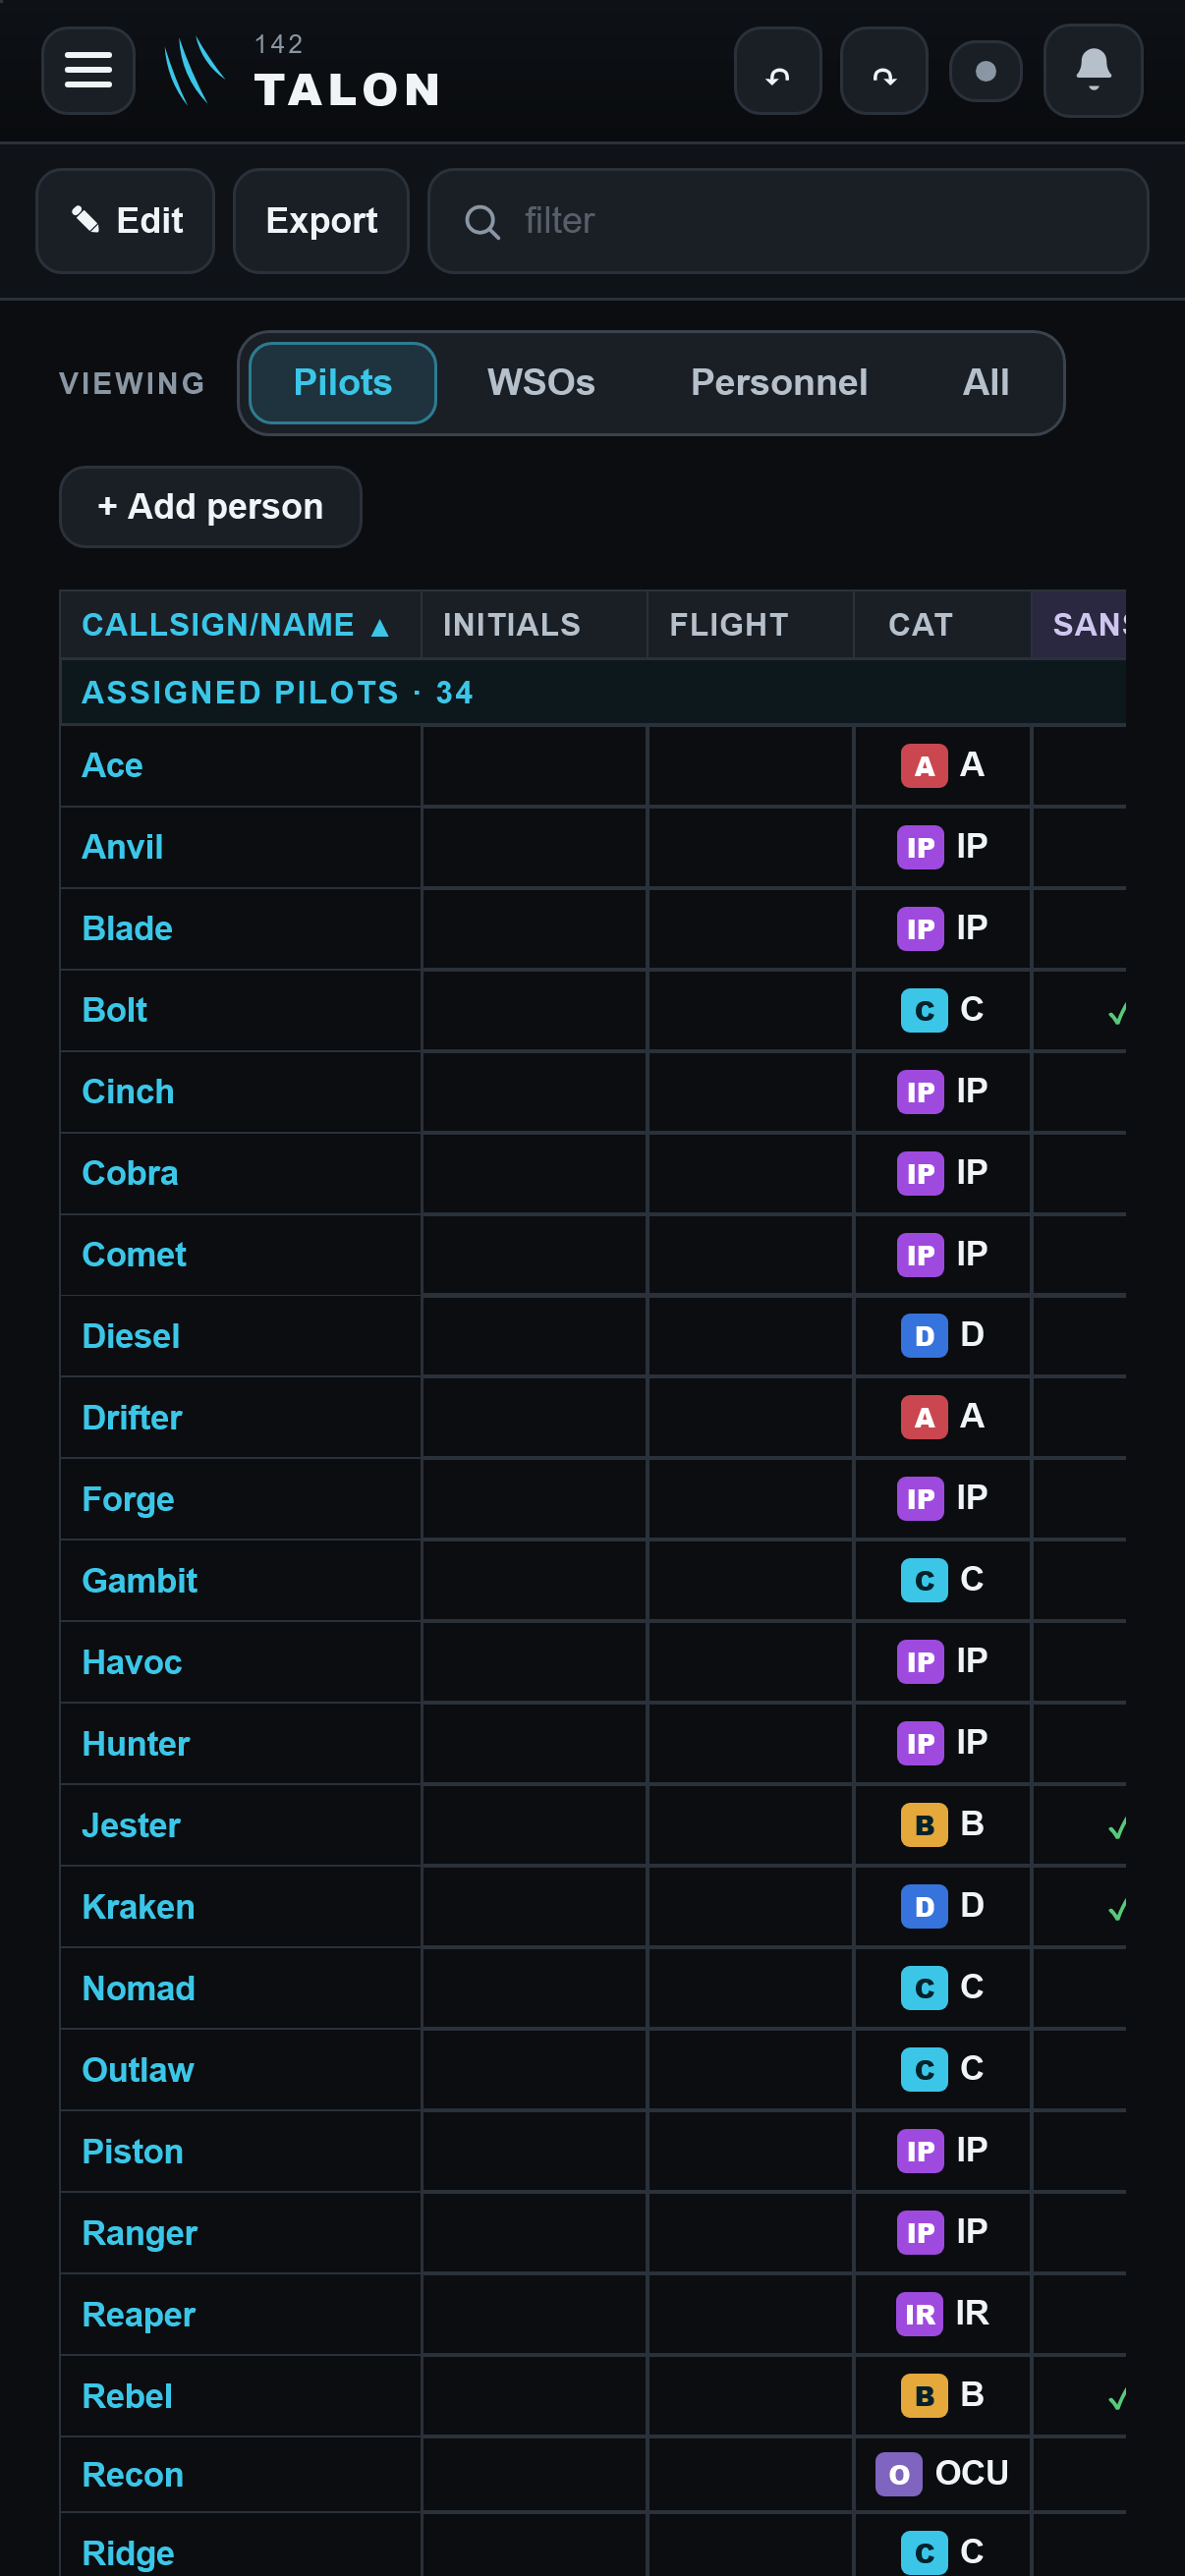 142
TALON
Edit Export filter
VIEWING Pilots WSOs Personnel All
+ Add person
CALLSIGN/NAME ▲ INITIALS FLIGHT CAT SANS
ASSIGNED PILOTS · 34
Ace A A
Anvil IP IP
Blade IP IP
Bolt C C ✓
Cinch IP IP
Cobra IP IP
Comet IP IP
Diesel D D
Drifter A A
Forge IP IP
Gambit C C
Havoc IP IP
Hunter IP IP
Jester B B ✓
Kraken D D ✓
Nomad C C
Outlaw C C
Piston IP IP
Ranger IP IP
Reaper IR IR
Rebel B B ✓
Recon O OCU
Ridge C C